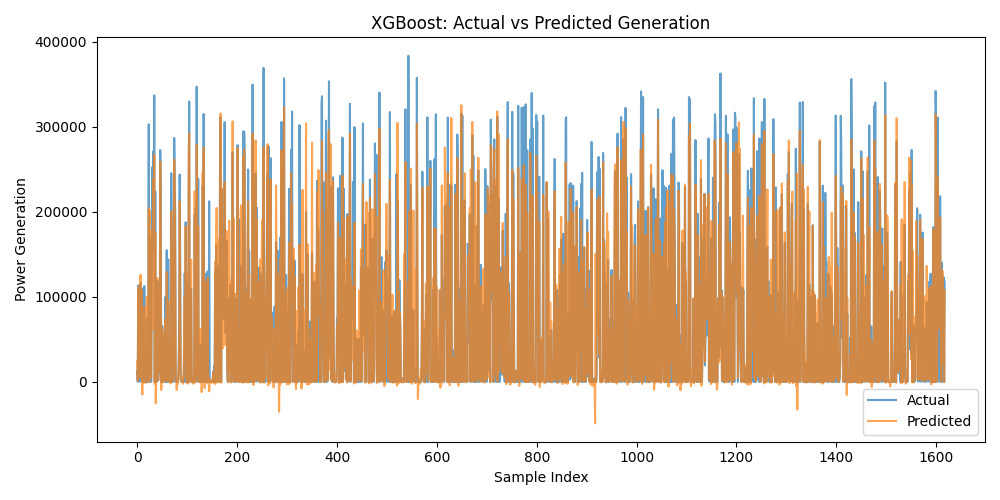 XGBoost: Actual vs Predicted Generation
Power Generation
400000
300000
200000
100000
0
0 200 400 600 800 1000 1200 1400 1600
Sample Index
Actual
Predicted